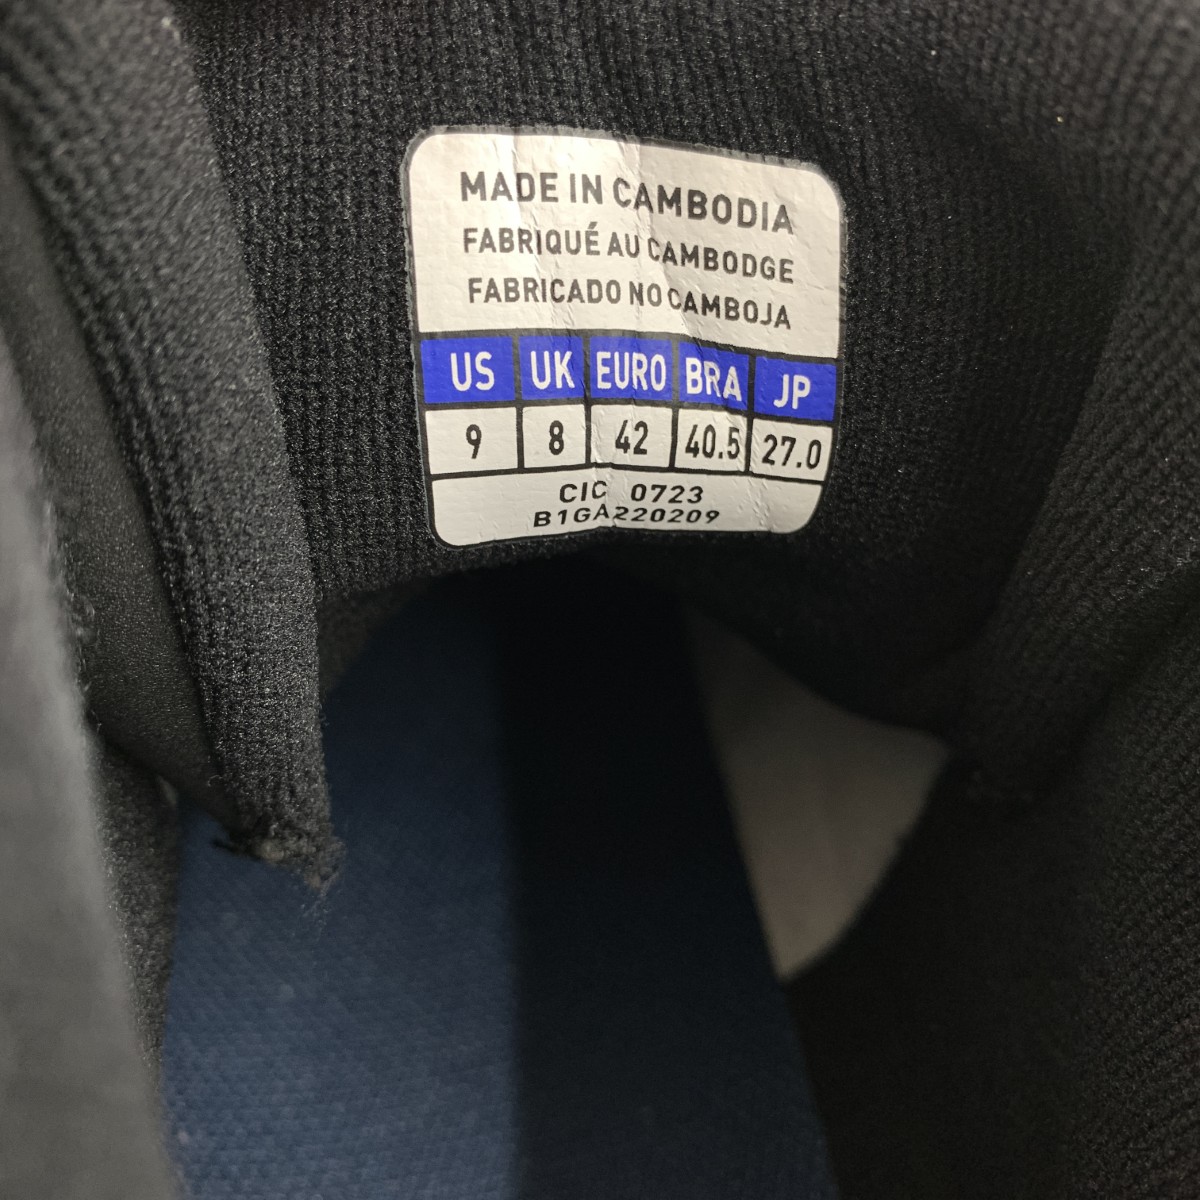 MADE IN CAMBODIA
FABRIQUÉ AU CAMBODGE
FABRICADO NO CAMBOJA
US UK EURO BRA JP
9 8 42 40.5 27.0
CIC 0723
B1GA220209